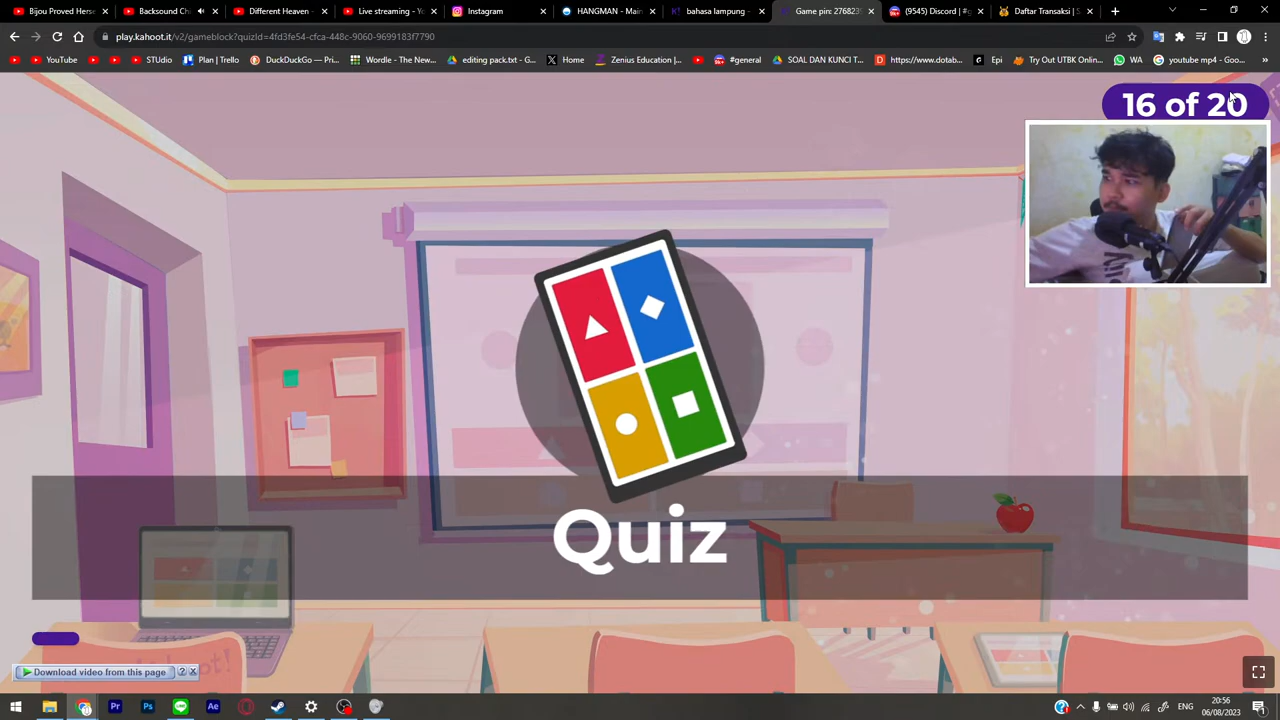 Bijou Proved Herse
Backsound Ch
Different Heaven -
Live streaming - Yo
Instagram
HANGMAN - Main
bahasa lampung -
Game pin: 276823
(9545) Discord | #g
Daftar Transaksi | S
play.kahoot.it/v2/gameblock?quizId=4fd3fe54-cfca-448c-9060-9699183f7790
YouTube
STUdio
Plan | Trello
DuckDuckGo — Pri...
Wordle - The New...
editing pack.txt - G...
Home
Zenius Education |...
#general
SOAL DAN KUNCI T...
https://www.dotab...
Epi
Try Out UTBK Onlin...
WA
youtube mp4 - Goo...
16 of 20
Quiz
Download video from this page
?
X
ENG
20:56
06/08/2023